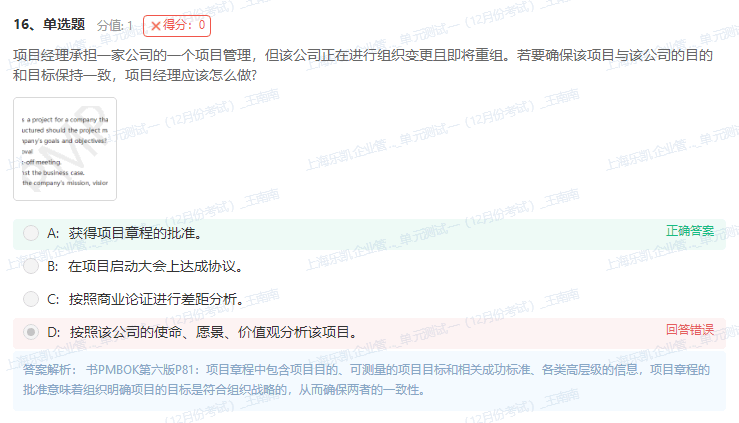 16、单选题 分值: 1 ✕得分: 0
项目经理承担一家公司的一个项目管理，但该公司正在进行组织变更且即将重组。若要确保该项目与该公司的目的
和目标保持一致，项目经理应该怎么做?
s a project for a company tha
uctured should the project m
npany's goals and objectives?
oval
-off meeting.
nst the business case.
the company's mission, vision
A: 获得项目章程的批准。 正确答案
B: 在项目启动大会上达成协议。
C: 按照商业论证进行差距分析。
D: 按照该公司的使命、愿景、价值观分析该项目。 回答错误
答案解析: 书PMBOK第六版P81：项目章程中包含项目目的、可测量的项目目标和相关成功标准、各类高层级的信息，项目章程的
批准意味着组织明确项目的目标是符合组织战略的，从而确保两者的一致性。
上海乐凯企业管..._单元测试一（12月份考试）_王南南